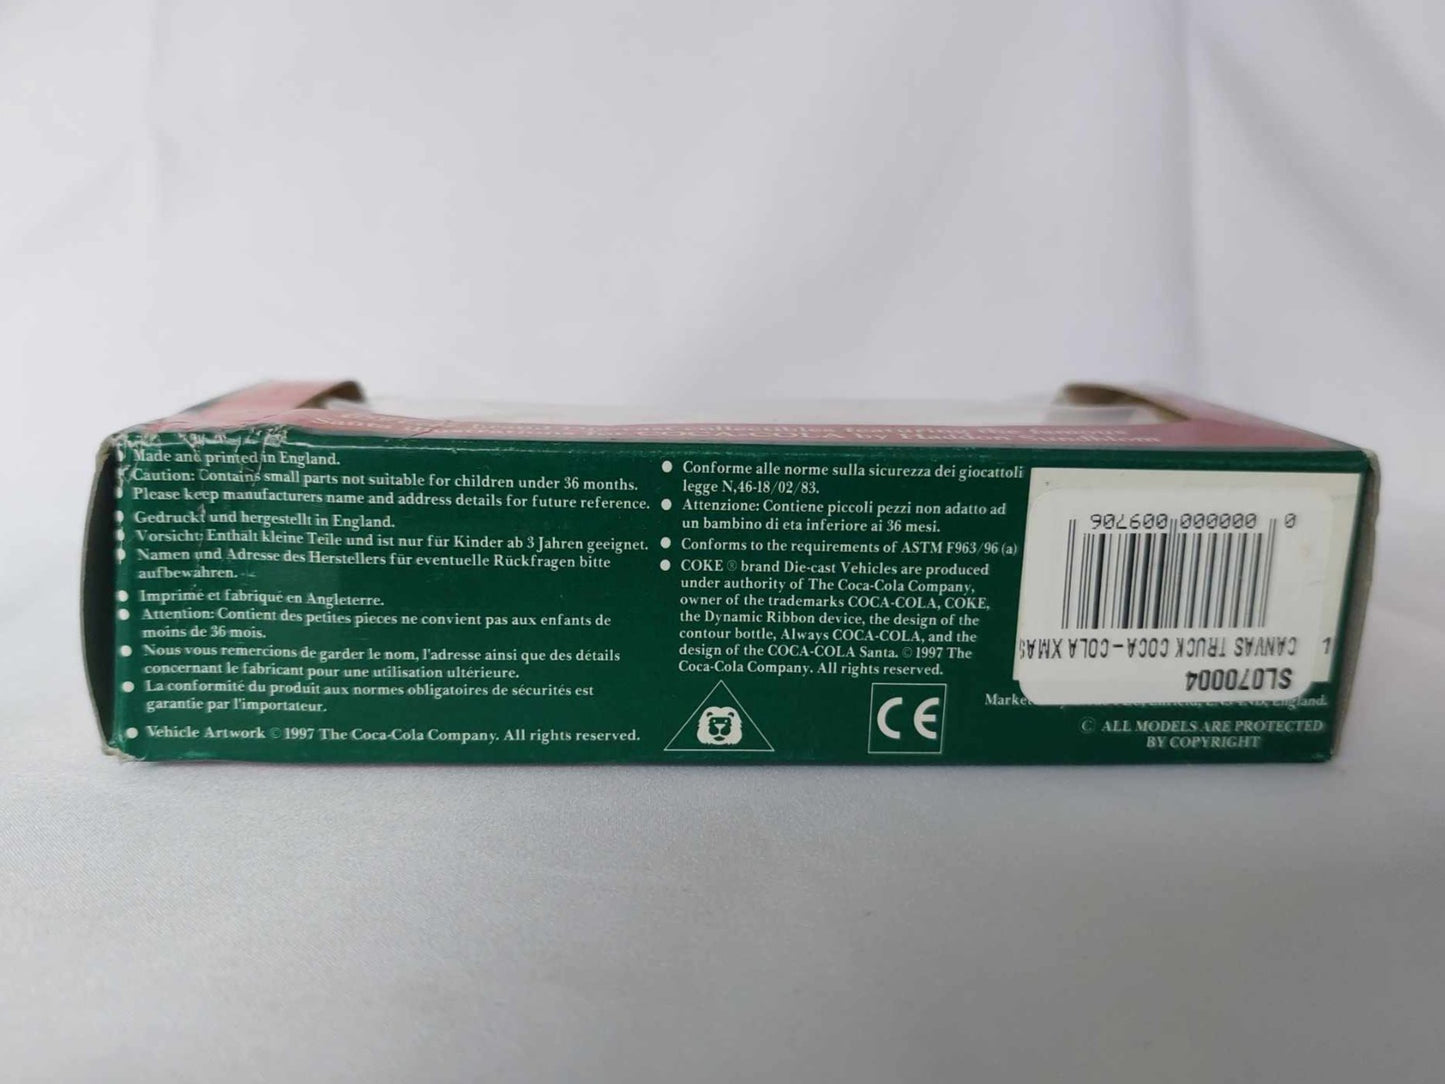 Santa illustrations for COCA-COLA by Haddon Sundblom
Made and printed in England.
Caution: Contains small parts not suitable for children under 36 months.
Please keep manufacturers name and address details for future reference.
Gedruckt und hergestellt in England.
Vorsicht: Enthält kleine Teile und ist nur für Kinder ab 3 Jahren geeignet.
Namen und Adresse des Herstellers für eventuelle Rückfragen bitte
aufbewahren.
Imprimé et fabriqué en Angleterre.
Attention: Contient des petites pieces ne convient pas aux enfants de
moins de 36 mois.
Nous vous remercions de garder le nom, l'adresse ainsi que des détails
concernant le fabricant pour une utilisation ultérieure.
La conformité du produit aux normes obligatoires de sécurités est
garantie par l'importateur.
Vehicle Artwork © 1997 The Coca-Cola Company. All rights reserved.
Conforme alle norme sulla sicurezza dei giocattoli
legge N,46-18/02/83.
Attenzione: Contiene piccoli pezzi non adatto ad
un bambino di eta inferiore ai 36 mesi.
Conforms to the requirements of ASTM F963/96 (a)
COKE ® brand Die-cast Vehicles are produced
under authority of The Coca-Cola Company,
owner of the trademarks COCA-COLA, COKE,
the Dynamic Ribbon device, the design of the
contour bottle, Always COCA-COLA, and the
design of the COCA-COLA Santa. © 1997 The
Coca-Cola Company. All rights reserved.
CE
SL070004
CANVAS TRUCK COCA-COLA XMAS
0 000000 009706
England.
© ALL MODELS ARE PROTECTED
BY COPYRIGHT